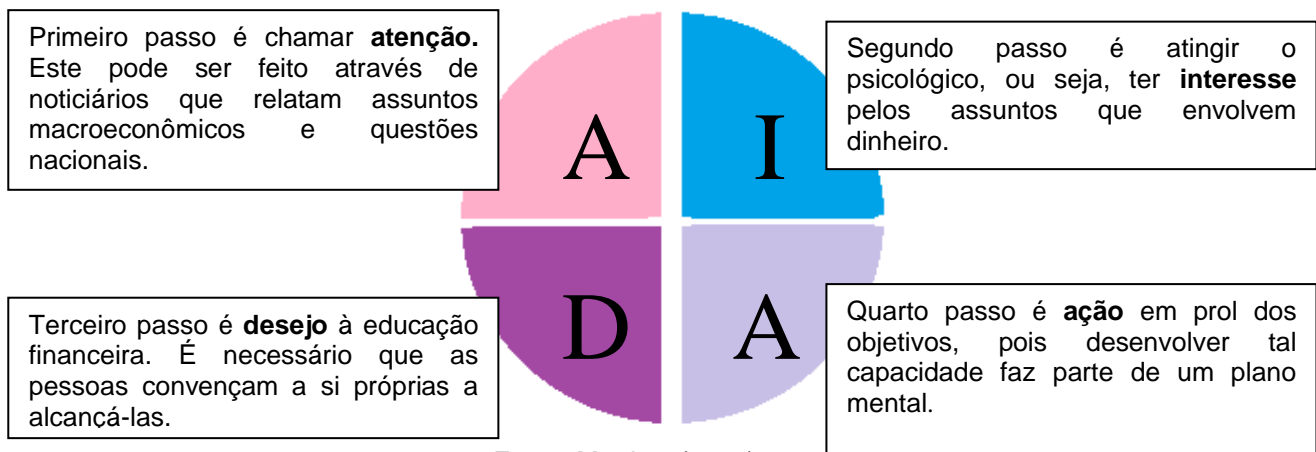 Primeiro passo é chamar atenção.
Este pode ser feito através de
noticiários que relatam assuntos
macroeconômicos e questões
nacionais.
A
I
Segundo passo é atingir o
psicológico, ou seja, ter interesse
pelos assuntos que envolvem
dinheiro.
Terceiro passo é desejo à educação
financeira. É necessário que as
pessoas convençam a si próprias a
alcançá-las.
D
A
Quarto passo é ação em prol dos
objetivos, pois desenvolver tal
capacidade faz parte de um plano
mental.